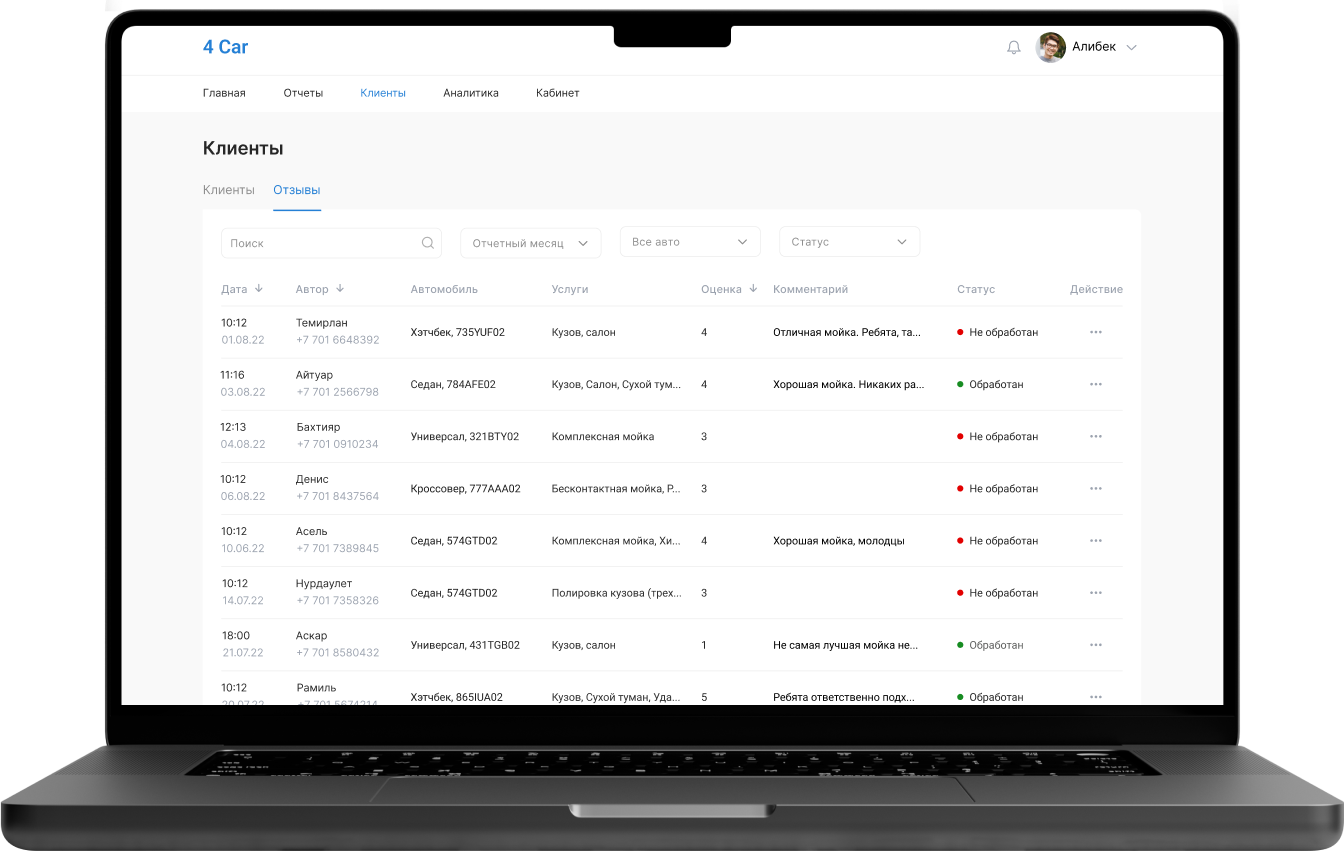 4 Car
Алибек
Главная Отчеты Клиенты Аналитика Кабинет
Клиенты
Клиенты Отзывы
Поиск Отчетный месяц Все авто Статус
Дата Автор Автомобиль Услуги Оценка Комментарий Статус Действие
10:12 Темирлан
01.08.22 +7 701 6648392 Хэтчбек, 735YUF02 Кузов, салон 4 Отличная мойка. Ребята, та... Не обработан
11:16 Айтуар
03.08.22 +7 701 2566798 Седан, 784AFE02 Кузов, Салон, Сухой тум... 4 Хорошая мойка. Никаких ра... Обработан
12:13 Бахтияр
04.08.22 +7 701 0910234 Универсал, 321BTY02 Комплексная мойка 3 Не обработан
10:12 Денис
06.08.22 +7 701 8437564 Кроссовер, 777AAA02 Бесконтактная мойка, Р... 3 Не обработан
10:12 Асель
10.06.22 +7 701 7389845 Седан, 574GTD02 Комплексная мойка, Хи... 4 Хорошая мойка, молодцы Не обработан
10:12 Нурдаулет
14.07.22 +7 701 7358326 Седан, 574GTD02 Полировка кузова (трех... 3 Не обработан
18:00 Аскар
21.07.22 +7 701 8580432 Универсал, 431TGB02 Кузов, салон 1 Не самая лучшая мойка не... Обработан
10:12 Рамиль
20.07.22 +7 701 5674214 Хэтчбек, 865IUA02 Кузов, Сухой туман, Уда... 5 Ребята ответственно подх... Обработан